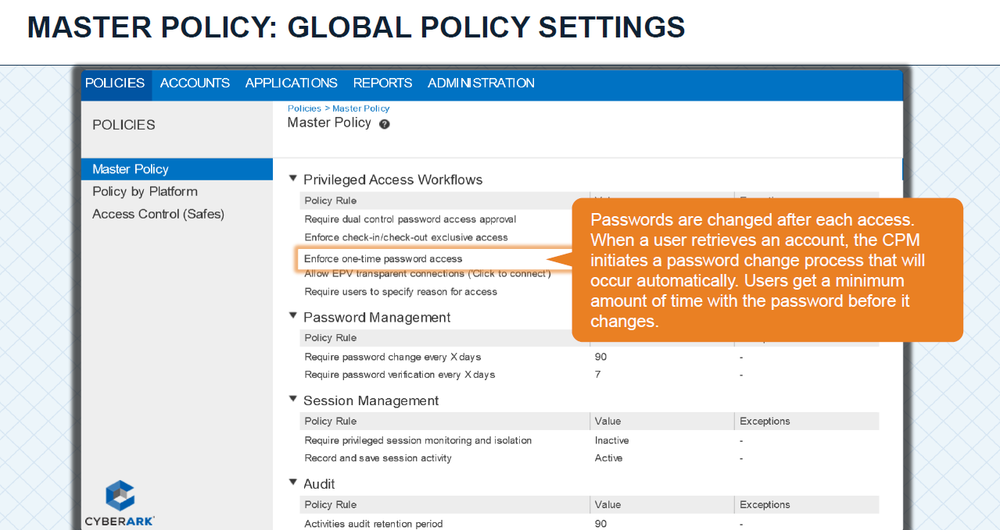 MASTER POLICY: GLOBAL POLICY SETTINGS
POLICIES ACCOUNTS APPLICATIONS REPORTS ADMINISTRATION
POLICIES
Master Policy
Policy by Platform
Access Control (Safes)
CYBERARK
Policies > Master Policy
Master Policy ?
Privileged Access Workflows
Policy Rule
Require dual control password access approval
Enforce check-in/check-out exclusive access
Enforce one-time password access
Allow EPV transparent connections ('Click to connect')
Require users to specify reason for access
Passwords are changed after each access.
When a user retrieves an account, the CPM
initiates a password change process that will
occur automatically. Users get a minimum
amount of time with the password before it
changes.
Password Management
Policy Rule
Require password change every X days 90 -
Require password verification every X days 7 -
Session Management
Policy Rule Value Exceptions
Require privileged session monitoring and isolation Inactive -
Record and save session activity Active -
Audit
Policy Rule Value Exceptions
Activities audit retention period 90 -